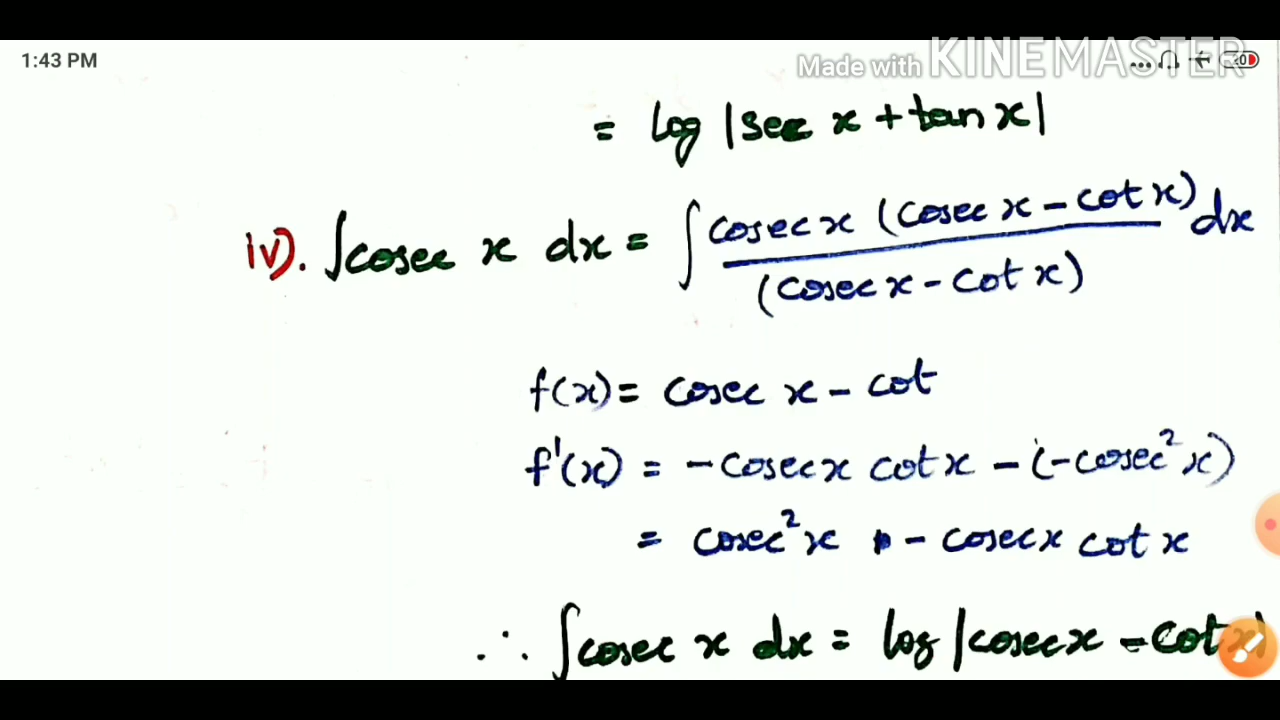 1:43 PM
Made with KINEMASTER
20
= log |sec x + tan x|
iv). ∫cosec x dx = ∫ cosec x (cosec x - cot x) dx
(cosec x - cot x)
f(x) = cosec x - cot
f'(x) = -cosec x cot x - (-cosec² x)
= cosec² x - cosec x cot x
∴ ∫cosec x dx = log |cosec x - cot x|